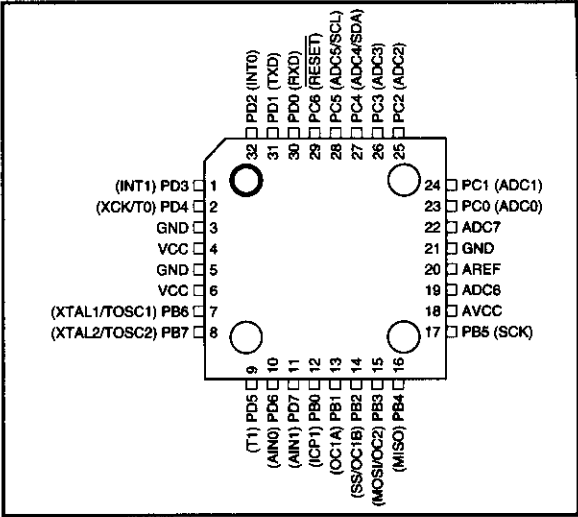 PD2 (INT0)
PD1 (TXD)
PD0 (RXD)
PC6 (RESET)
PC5 (ADC5/SCL)
PC4 (ADC4/SDA)
PC3 (ADC3)
PC2 (ADC2)
32 31 30 29 28 27 26 25
(INT1) PD3 1
(XCK/T0) PD4 2
GND 3
VCC 4
GND 5
VCC 6
(XTAL1/TOSC1) PB6 7
(XTAL2/TOSC2) PB7 8
24 PC1 (ADC1)
23 PC0 (ADC0)
22 ADC7
21 GND
20 AREF
19 ADC6
18 AVCC
17 PB5 (SCK)
9 10 11 12 13 14 15 16
(T1) PD5
(AIN0) PD6
(AIN1) PD7
(ICP1) PB0
(OC1A) PB1
(SS/OC1B) PB2
(MOSI/OC2) PB3
(MISO) PB4